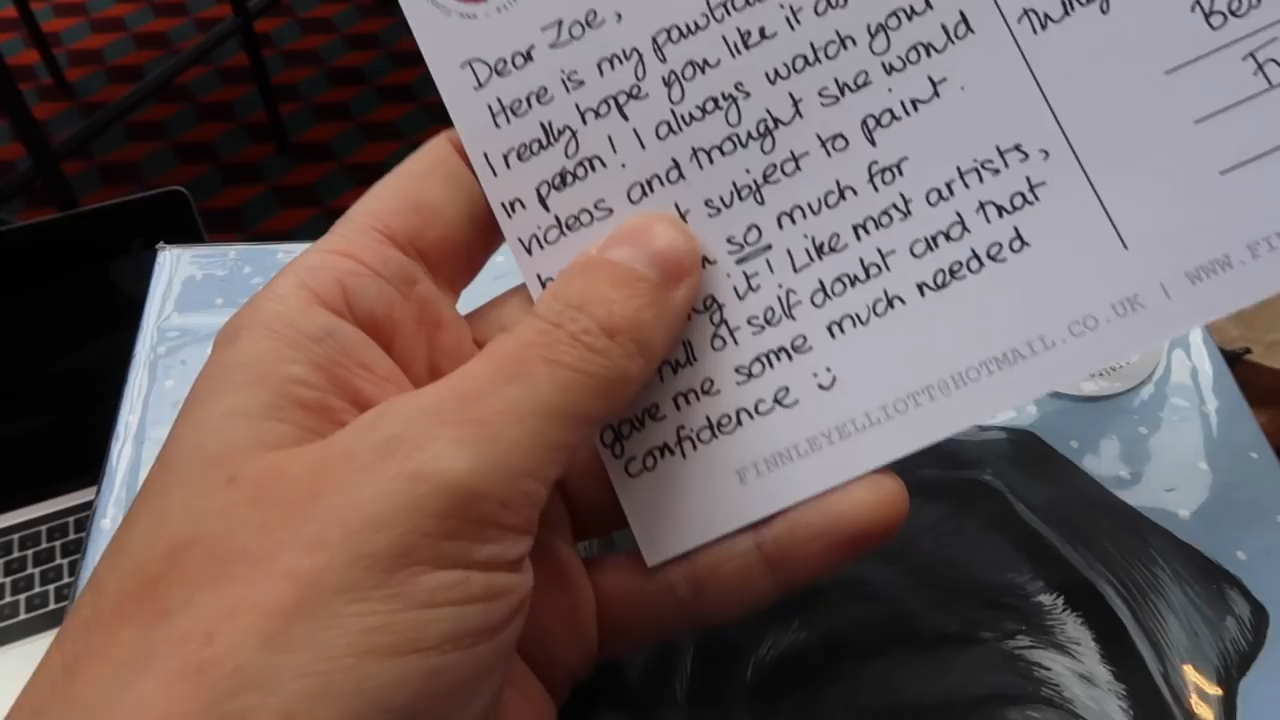 Dear Zoe,
Here is my
I really hope you like it as
in person! I always watch your
videos and thought she would
subject to paint.
so much for
it! Like most artists,
of self doubt and that
gave me some much needed
confidence :)
FINNLEYELLIOTT@HOTMAIL.CO.UK | WWW.FI